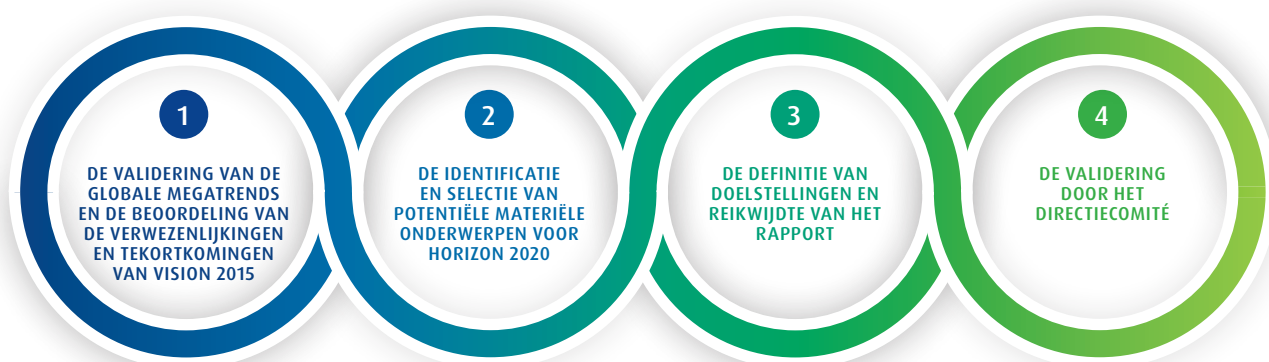 1
DE VALIDERING VAN DE
GLOBALE MEGATRENDS
EN DE BEOORDELING VAN
DE VERWEZENLIJKINGEN
EN TEKORTKOMINGEN
VAN VISION 2015
2
DE IDENTIFICATIE
EN SELECTIE VAN
POTENTIËLE MATERIËLE
ONDERWERPEN VOOR
HORIZON 2020
3
DE DEFINITIE VAN
DOELSTELLINGEN EN
REIKWIJDTE VAN HET
RAPPORT
4
DE VALIDERING
DOOR HET
DIRECTIECOMITÉ